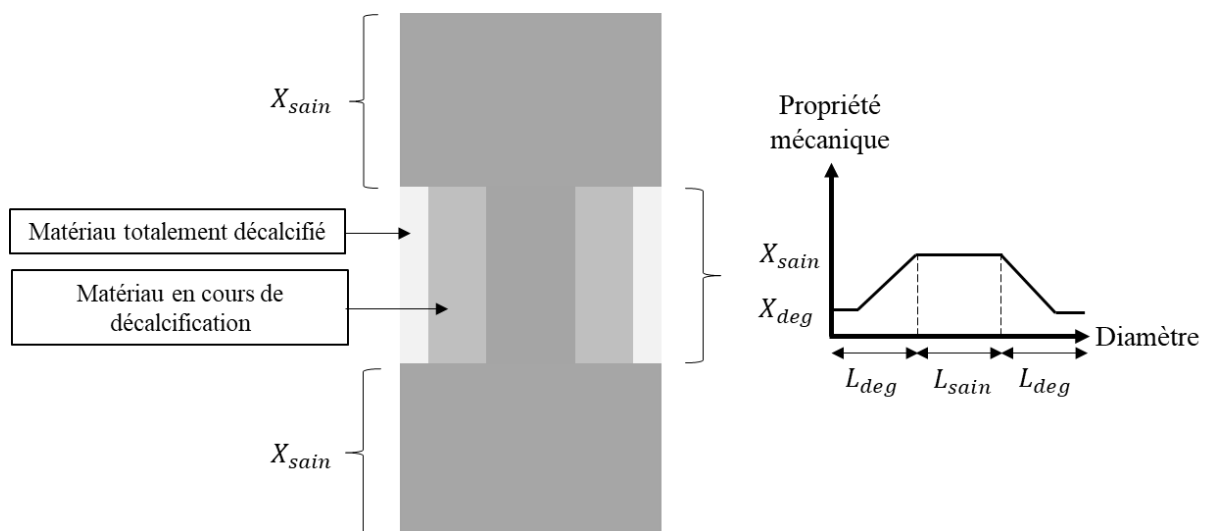 X_sain
Matériau totalement décalcifié
Matériau en cours de
décalcification
X_sain
Propriété
mécanique
X_sain
X_deg
Diamètre
L_deg L_sain L_deg